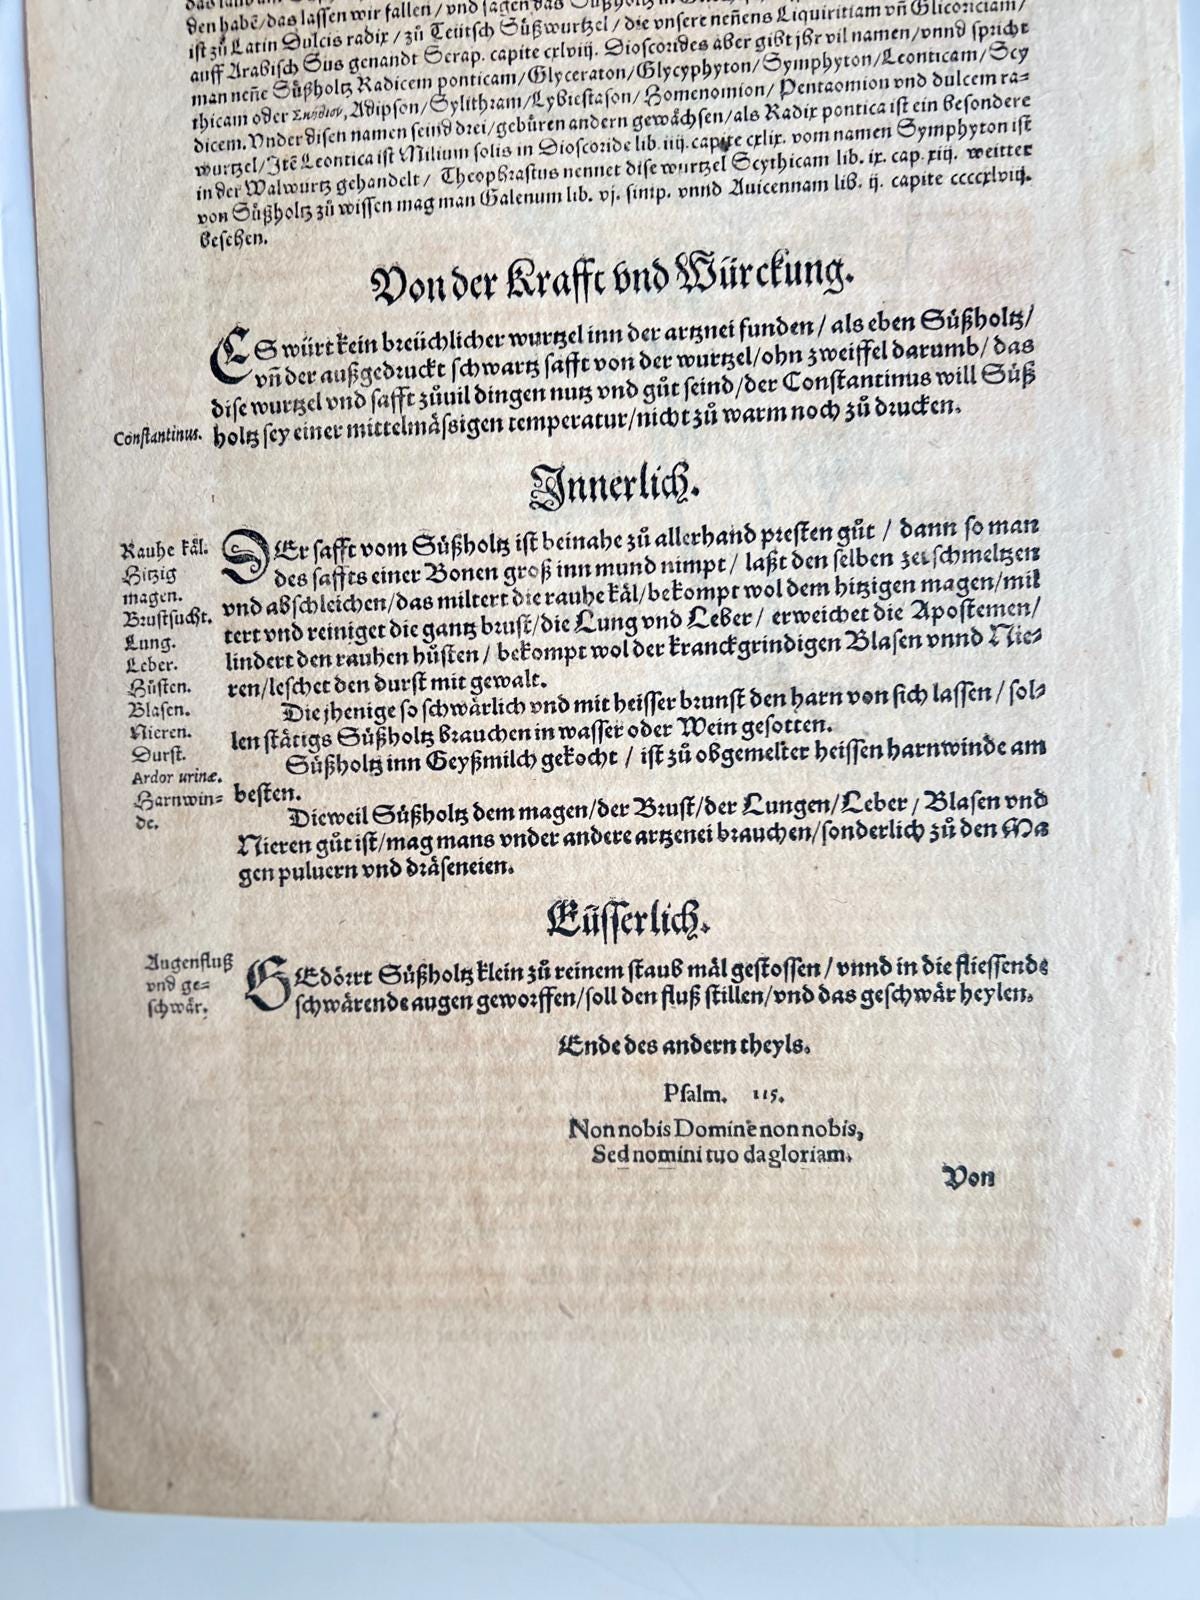 den habē/das lassen wir fallen/vnd sagen das Süßholtz in
ist zů Latin Dulcis radix/zů Teütsch Süßwurtzel/die vnsere neñens Liquiritiam vñ Gliconiciam/
auff Arabisch Sus genandt Serap. capite cxlviij. Dioscorides aber gibt jhr vil namen/vnnd spricht
man neñe Süßholtz Radicem ponticam/Glyceraton/Glycyphyton/Symphyton/Leonticam/Scy
thicam oder Σκύθιον, Adipson/Sylithram/Lybiestason/Homenomion/Pentaomion vnd dulcem ra=
dicem. Vnder disen namen seind drei/gebüren andern gewächsen/als Radix pontica ist ein besondere
wurtzel/Itē Leontica ist Milium solis in Dioscoride lib. iij. capite cxlix. vom namen Symphyton ist
in der Walwurtz gehandelt/ Theophrastus nennet dise wurtzel Scythicam lib. ix. cap. xiij. weitter
von Süßholtz zů wissen mag man Galenum lib. vj. simp. vnnd Auicennam lib. ij. capite ccccxlviij.
besehen.
Von der Krafft vnd Würckung.
ES würt kein breüchlicher wurtzel inn der artznei funden/als eben Süßholtz/
vñ der außgedruckt schwartz safft von der wurtzel/ohn zweiffel darumb/das
dise wurtzel vnd safft zůuil dingen nutz vnd gůt seind/der Constantinus will Süß
Constantinus. holtz sey einer mittelmässigen temperatur/nicht zů warm noch zů drucken.
Innerlich.
Rauhe käl.
Hitzig
magen.
Brustsucht.
Lung.
Leber.
Hůsten.
Blasen.
Nieren.
Durst.
Ardor urinæ.
Harnwin=
de.
DEr safft vom Süßholtz ist beinahe zů allerhand presten gůt / dann so man
des saffts einer Bonen groß inn mund nimpt/ laßt den selben zerschmeltzen
vnd abschleichen/das miltert die rauhe käl/bekompt wol dem hitzigen magen/mil
tert vnd reiniget die gantz brust/die Lung vnd Leber/ erweichet die Apostemen/
lindert den rauhen hůsten/ bekompt wol der kranckgrindigen Blasen vnnd Nie=
ren/leschet den durst mit gewalt.
Die jhenige so schwärlich vnd mit heisser brunst den harn von sich lassen/sol=
len stätigs Süßholtz brauchen in wasser oder Wein gesotten.
Süßholtz inn Geyßmilch gekocht / ist zů obgemelter heissen harnwinde am
besten.
Dieweil Süßholtz dem magen/der Brust/der Lungen/Leber/ Blasen vnd
Nieren gůt ist/mag mans vnder andere artzenei brauchen/sonderlich zů den Ma
gen puluern vnd dräseneien.
Eüsserlich.
Augenfluß
vnd ge=
schwär.
GEdörrt Süßholtz klein zů reinem staub mäl gestossen/vnnd in die fliessende
schwärende augen geworffen/soll den fluß stillen/vnd das geschwär heylen.
Ende des andern theyls.
Psalm. 115.
Non nobis Domine non nobis,
Sed nomini tuo da gloriam.
Von